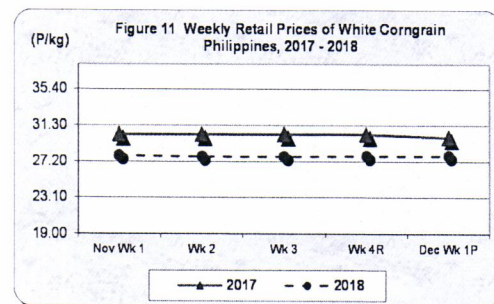 Figure 11 Weekly Retail Prices of White Corngrain
Philippines, 2017 - 2018
(P/kg)
35.40
31.30
27.20
23.10
19.00
Nov Wk 1 Wk 2 Wk 3 Wk 4R Dec Wk 1P
2017 2018